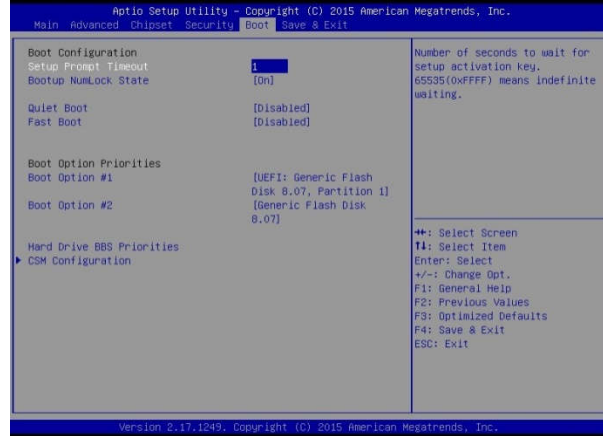 Aptio Setup Utility – Copyright (C) 2015 American Megatrends, Inc.
Main Advanced Chipset Security Boot Save & Exit
Boot Configuration
Setup Prompt Timeout 1
Bootup NumLock State [On]
Quiet Boot [Disabled]
Fast Boot [Disabled]
Boot Option Priorities
Boot Option #1 [UEFI: Generic Flash
Disk 8.07, Partition 1]
Boot Option #2 [Generic Flash Disk
8.07]
Hard Drive BBS Priorities
CSM Configuration
Number of seconds to wait for
setup activation key.
65535(0xFFFF) means indefinite
waiting.
→←: Select Screen
↑↓: Select Item
Enter: Select
+/-: Change Opt.
F1: General Help
F2: Previous Values
F3: Optimized Defaults
F4: Save & Exit
ESC: Exit
Version 2.17.1249. Copyright (C) 2015 American Megatrends, Inc.